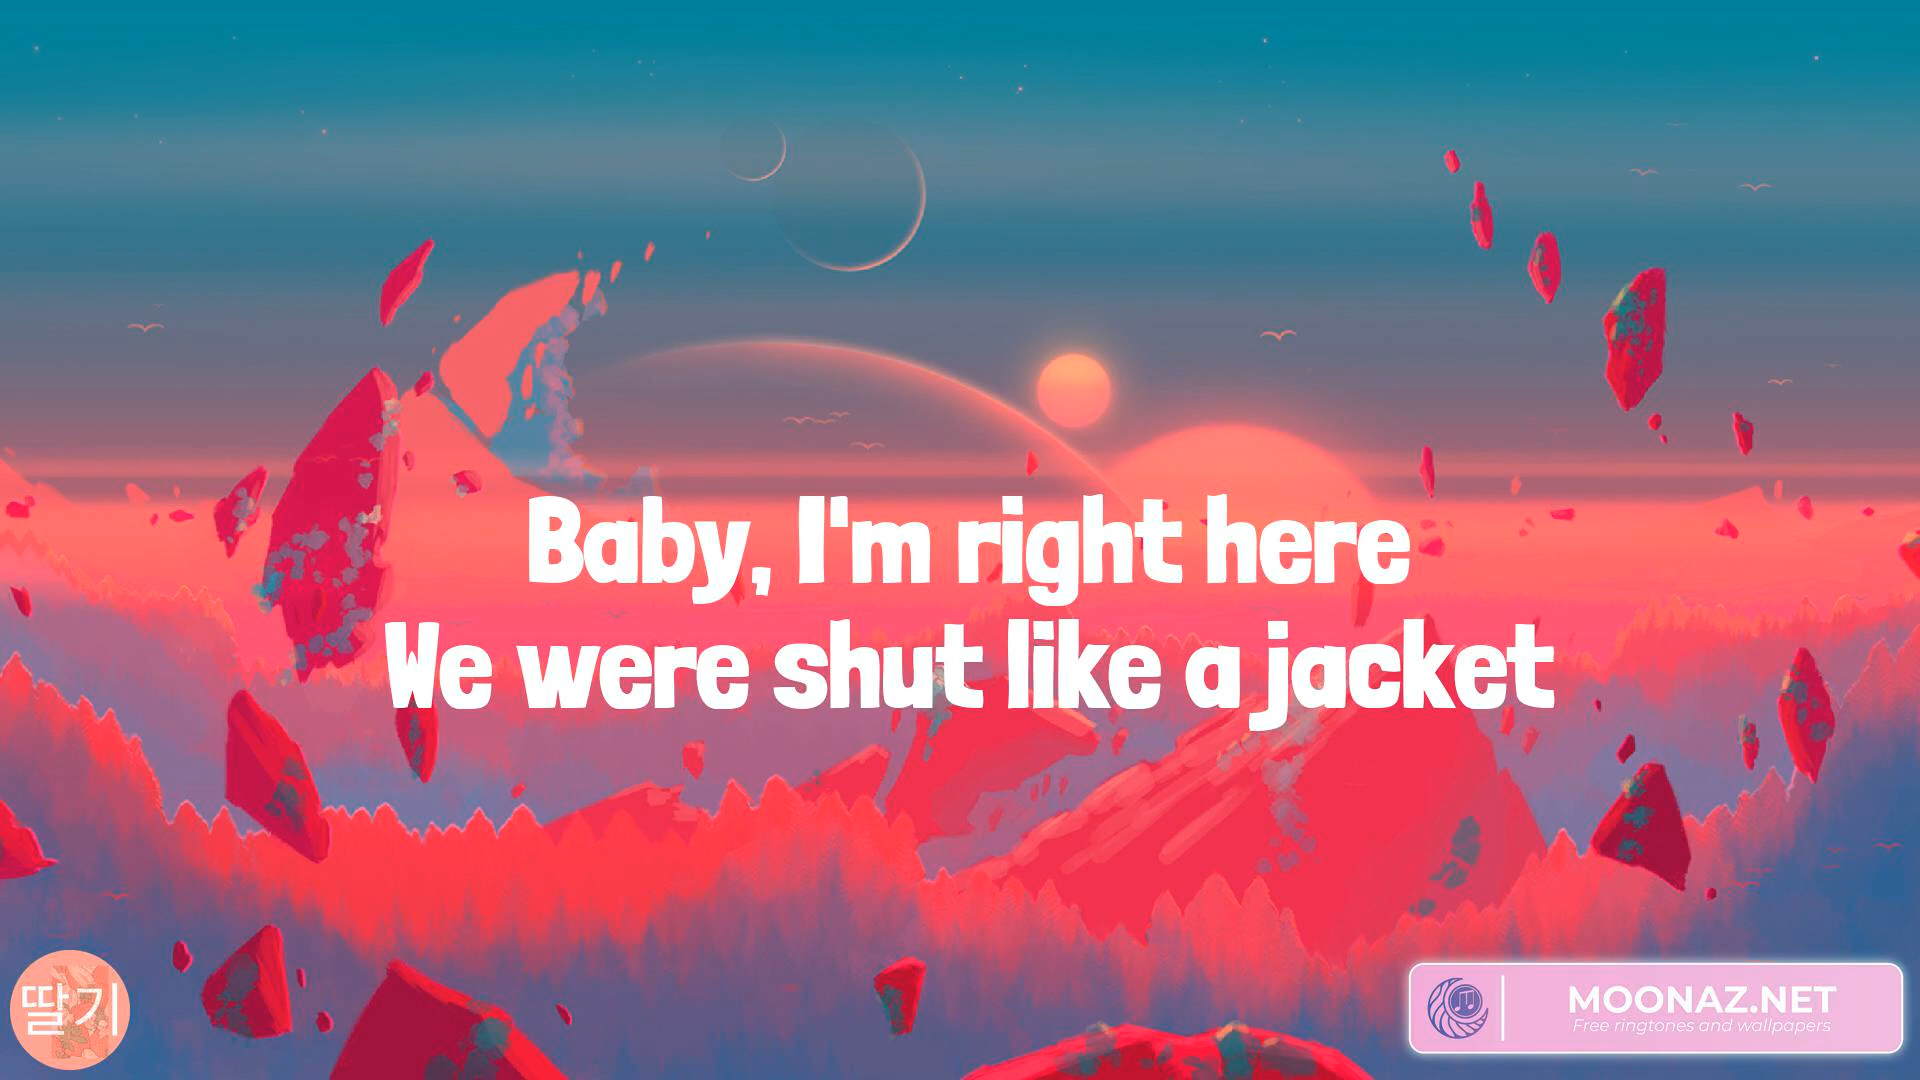 Baby, I'm right here
We were shut like a jacket
딸기
MOONAZ.NET
Free ringtones and wallpapers